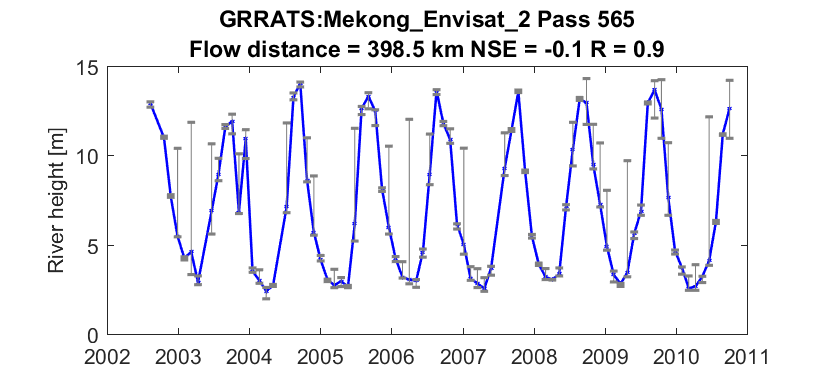 GRRATS:Mekong_Envisat_2 Pass 565
Flow distance = 398.5 km NSE = -0.1 R = 0.9
River height [m]
15
10
5
0
2002 2003 2004 2005 2006 2007 2008 2009 2010 2011